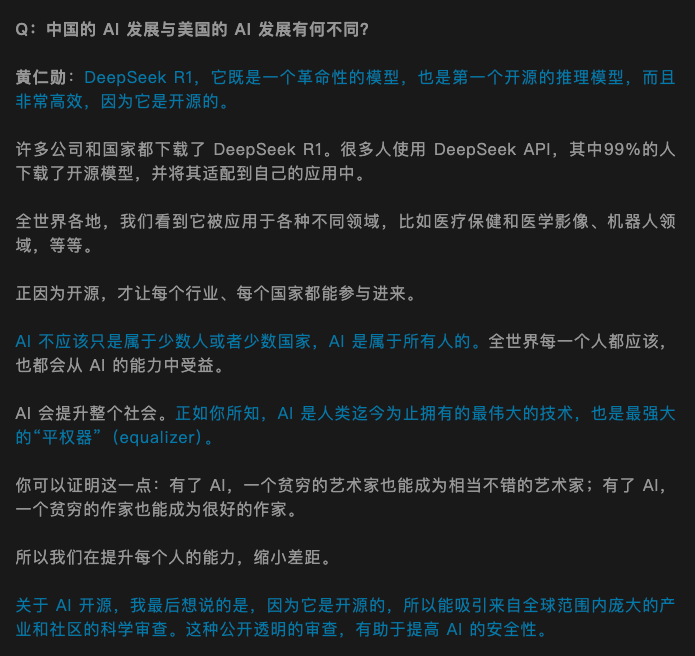 Q：中国的 AI 发展与美国的 AI 发展有何不同？
黄仁勋：DeepSeek R1，它既是一个革命性的模型，也是第一个开源的推理模型，而且
非常高效，因为它是开源的。
许多公司和国家都下载了 DeepSeek R1。很多人使用 DeepSeek API，其中99%的人
下载了开源模型，并将其适配到自己的应用中。
全世界各地，我们看到它被应用于各种不同领域，比如医疗保健和医学影像、机器人领
域，等等。
正因为开源，才让每个行业、每个国家都能参与进来。
AI 不应该只是属于少数人或者少数国家，AI 是属于所有人的。全世界每一个人都应该，
也都会从 AI 的能力中受益。
AI 会提升整个社会。正如你所知，AI 是人类迄今为止拥有的最伟大的技术，也是最强大
的“平权器”（equalizer）。
你可以证明这一点：有了 AI，一个贫穷的艺术家也能成为相当不错的艺术家；有了 AI，
一个贫穷的作家也能成为很好的作家。
所以我们在提升每个人的能力，缩小差距。
关于 AI 开源，我最后想说的是，因为它是开源的，所以能吸引来自全球范围内庞大的产
业和社区的科学审查。这种公开透明的审查，有助于提高 AI 的安全性。